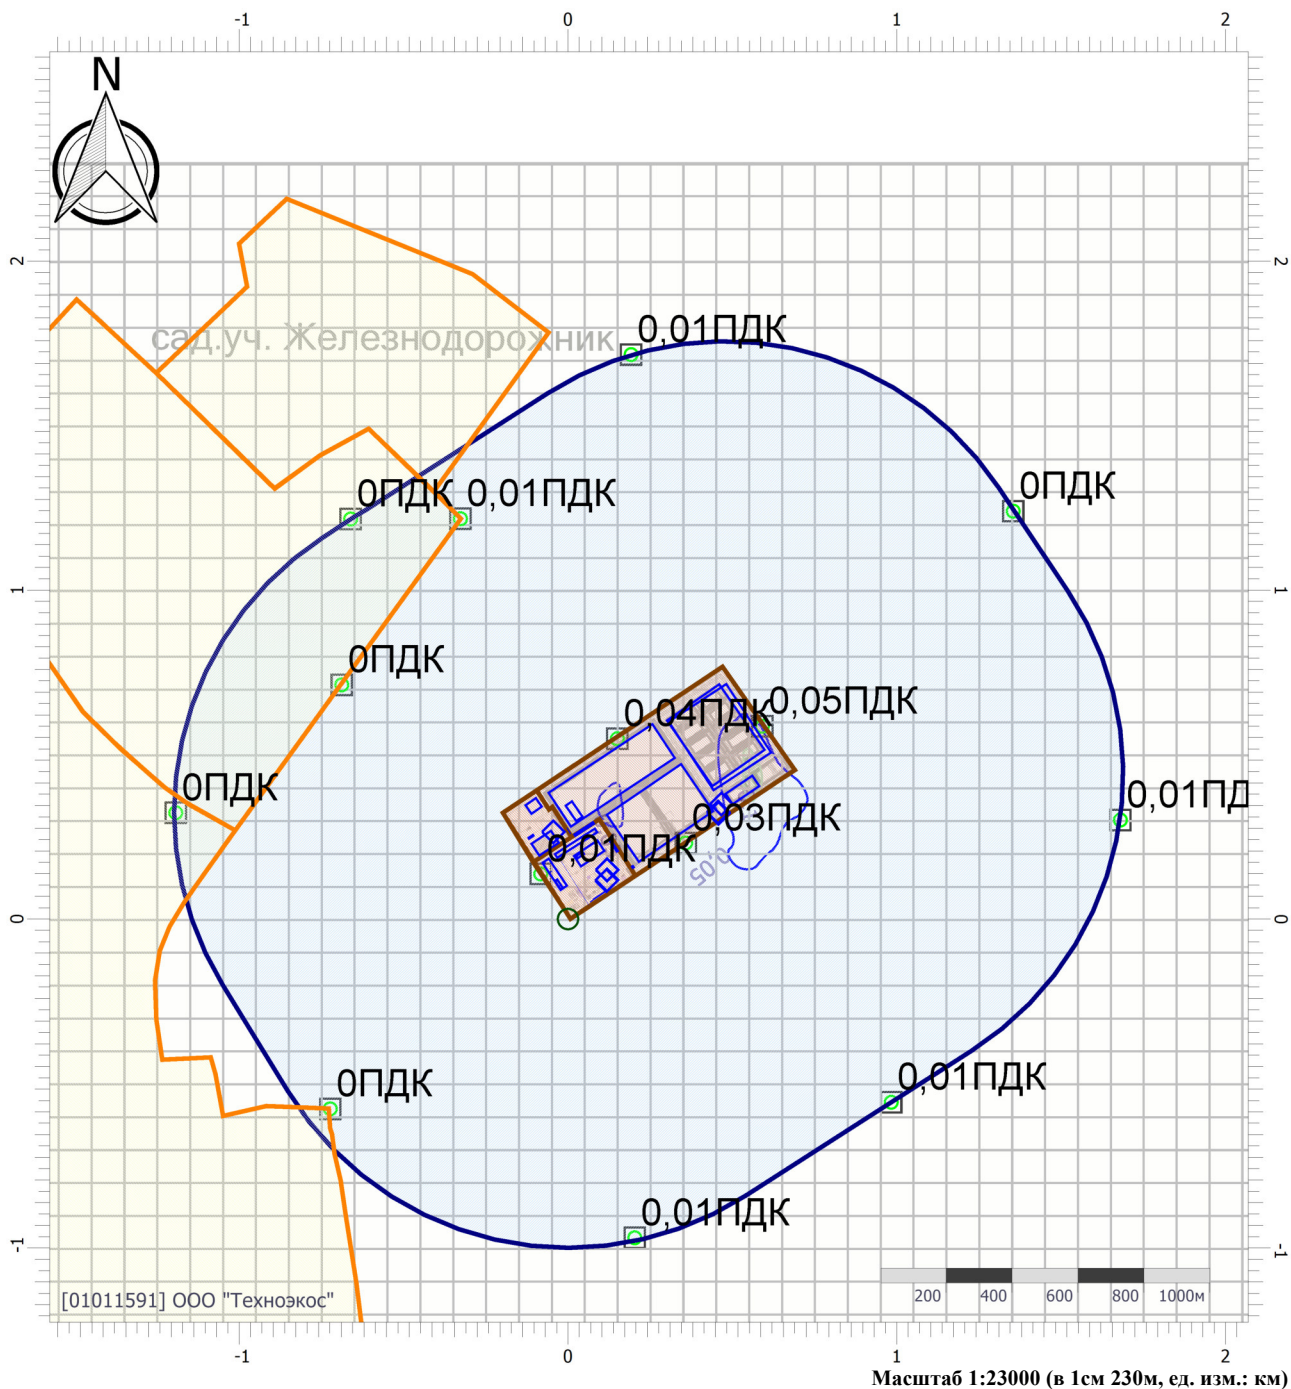 -1 0 1 2
N
2 2
сад.уч. Железнодорожник
0,01ПДК
0ПДК 0,01ПДК
0ПДК
1 1
0ПДК
0,04ПДК 0,05ПДК
0ПДК
0,01ПД
0,03ПДК
0,01ПДК
0,05
0 0
0ПДК
0,01ПДК
0,01ПДК
-1 -1
[01011591] ООО "Техноэкос"
200 400 600 800 1000м
-1 0 1 2
Масштаб 1:23000 (в 1см 230м, ед. изм.: км)